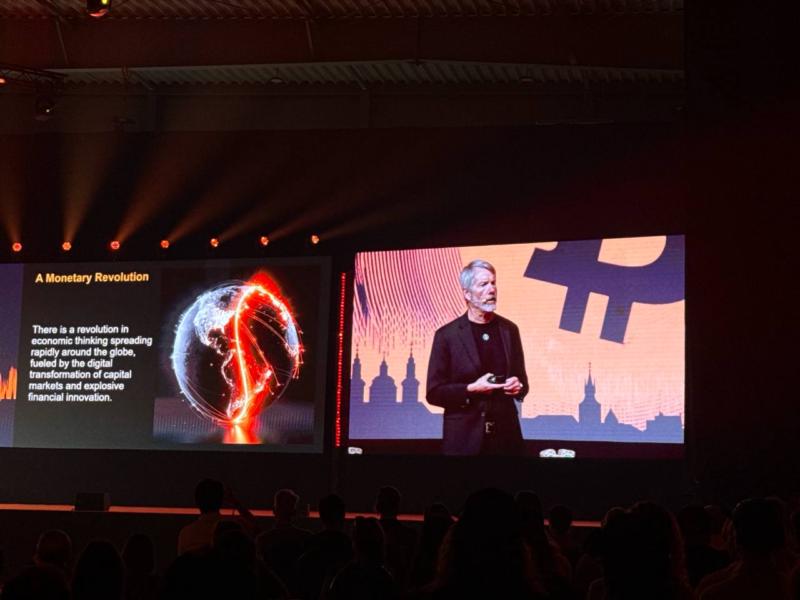 A Monetary Revolution
There is a revolution in
economic thinking spreading
rapidly around the globe,
fueled by the digital
transformation of capital
markets and explosive
financial innovation.